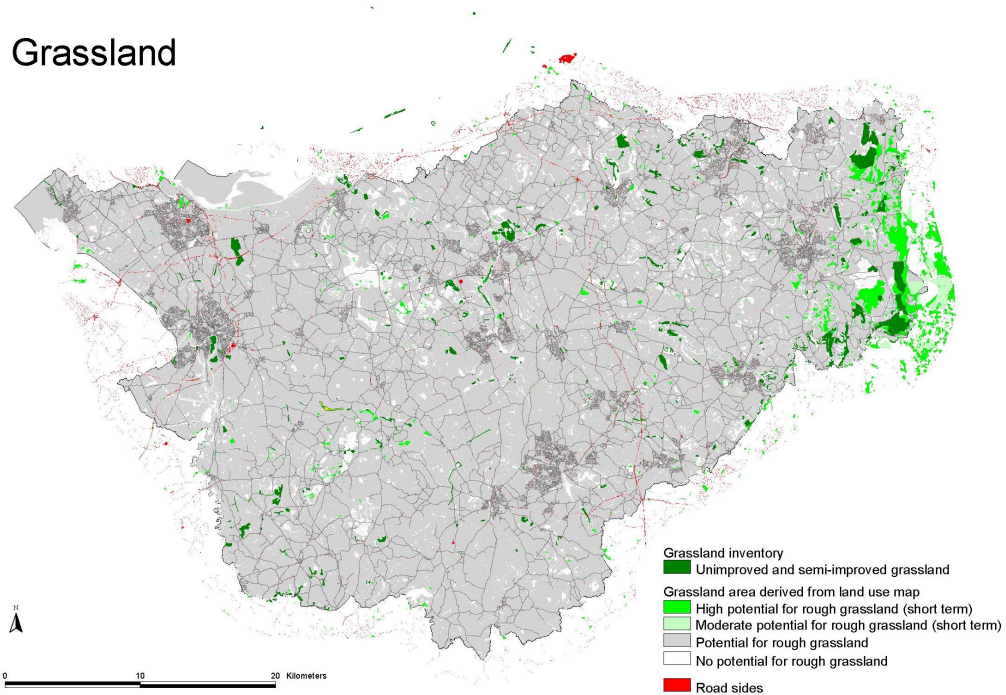 Grassland
Grassland inventory
Unimproved and semi-improved grassland
Grassland area derived from land use map
High potential for rough grassland (short term)
Moderate potential for rough grassland (short term)
Potential for rough grassland
No potential for rough grassland
Road sides
N
0 10 20 Kilometers